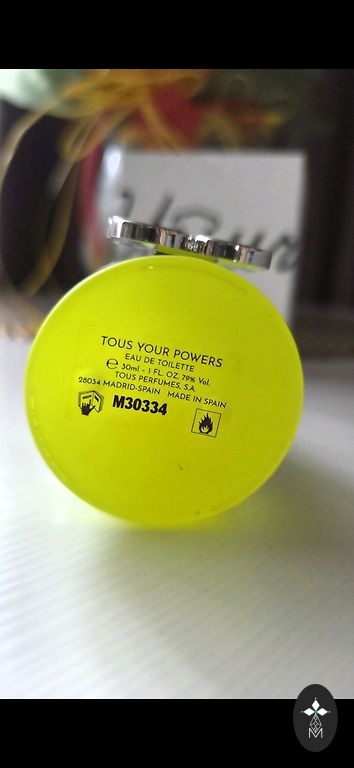 TOUS YOUR POWERS
EAU DE TOILETTE
℮ 30ml - 1 FL. OZ. 79% Vol.
TOUS PERFUMES, S.A.
28034 MADRID-SPAIN MADE IN SPAIN
M30334
M